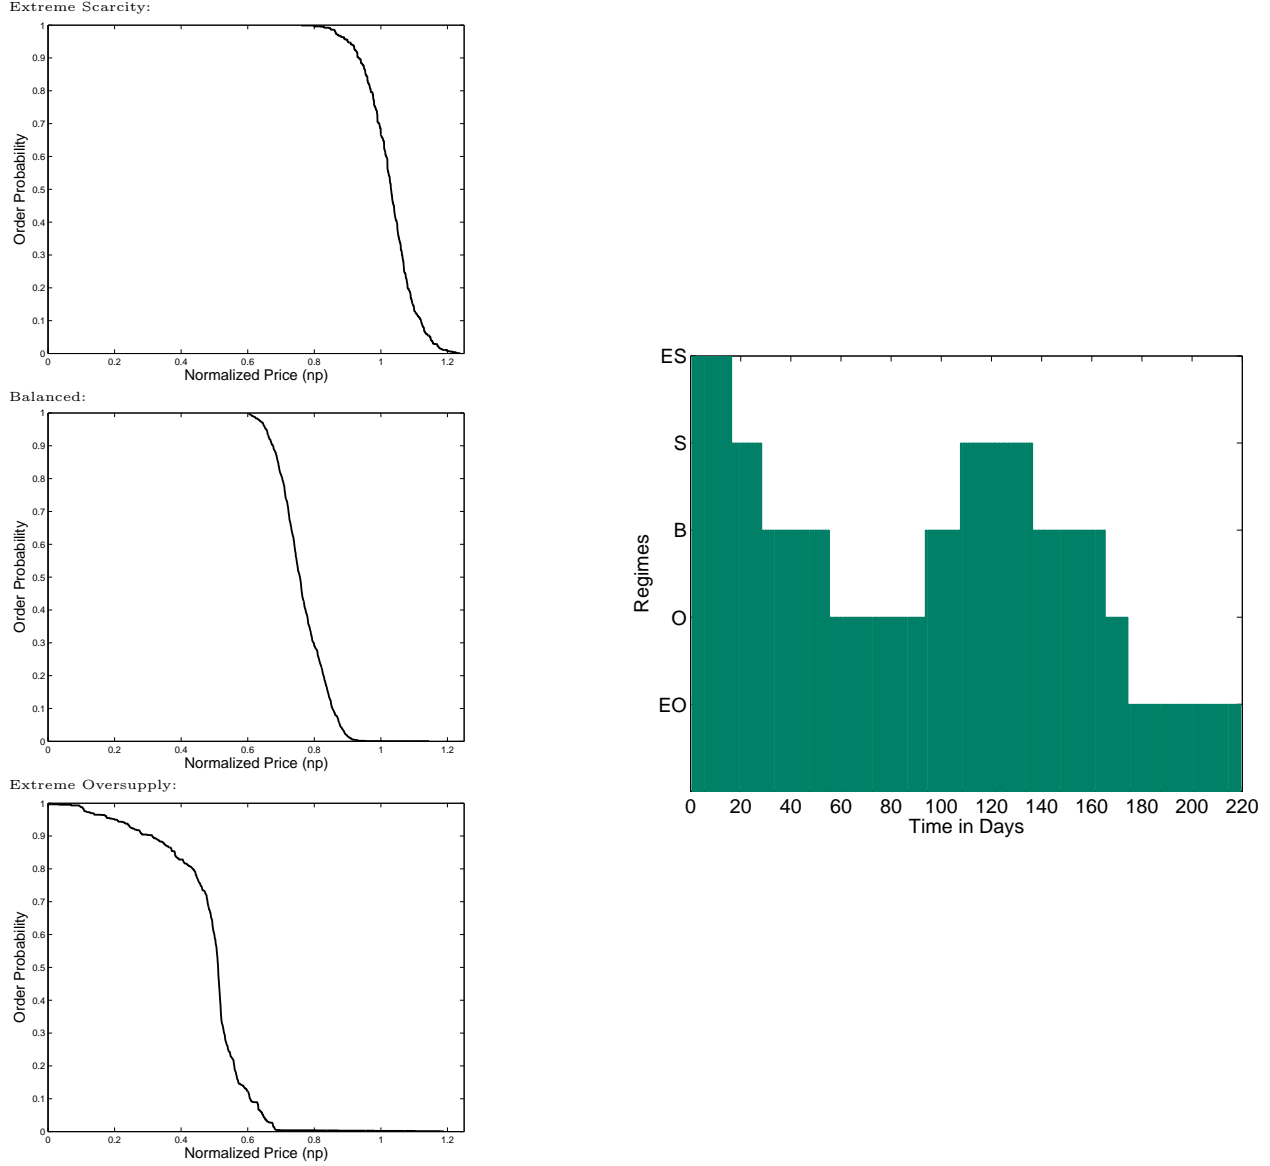 Extreme Scarcity:
1
0.9
0.8
0.7
0.6
0.5
0.4
0.3
0.2
0.1
0
Order Probability
0 0.2 0.4 0.6 0.8 1 1.2
Normalized Price (np)
Balanced:
1
0.9
0.8
0.7
0.6
0.5
0.4
0.3
0.2
0.1
0
Order Probability
0 0.2 0.4 0.6 0.8 1 1.2
Normalized Price (np)
Extreme Oversupply:
1
0.9
0.8
0.7
0.6
0.5
0.4
0.3
0.2
0.1
0
Order Probability
0 0.2 0.4 0.6 0.8 1 1.2
Normalized Price (np)
ES
S
B
O
EO
Regimes
0 20 40 60 80 100 120 140 160 180 200 220
Time in Days